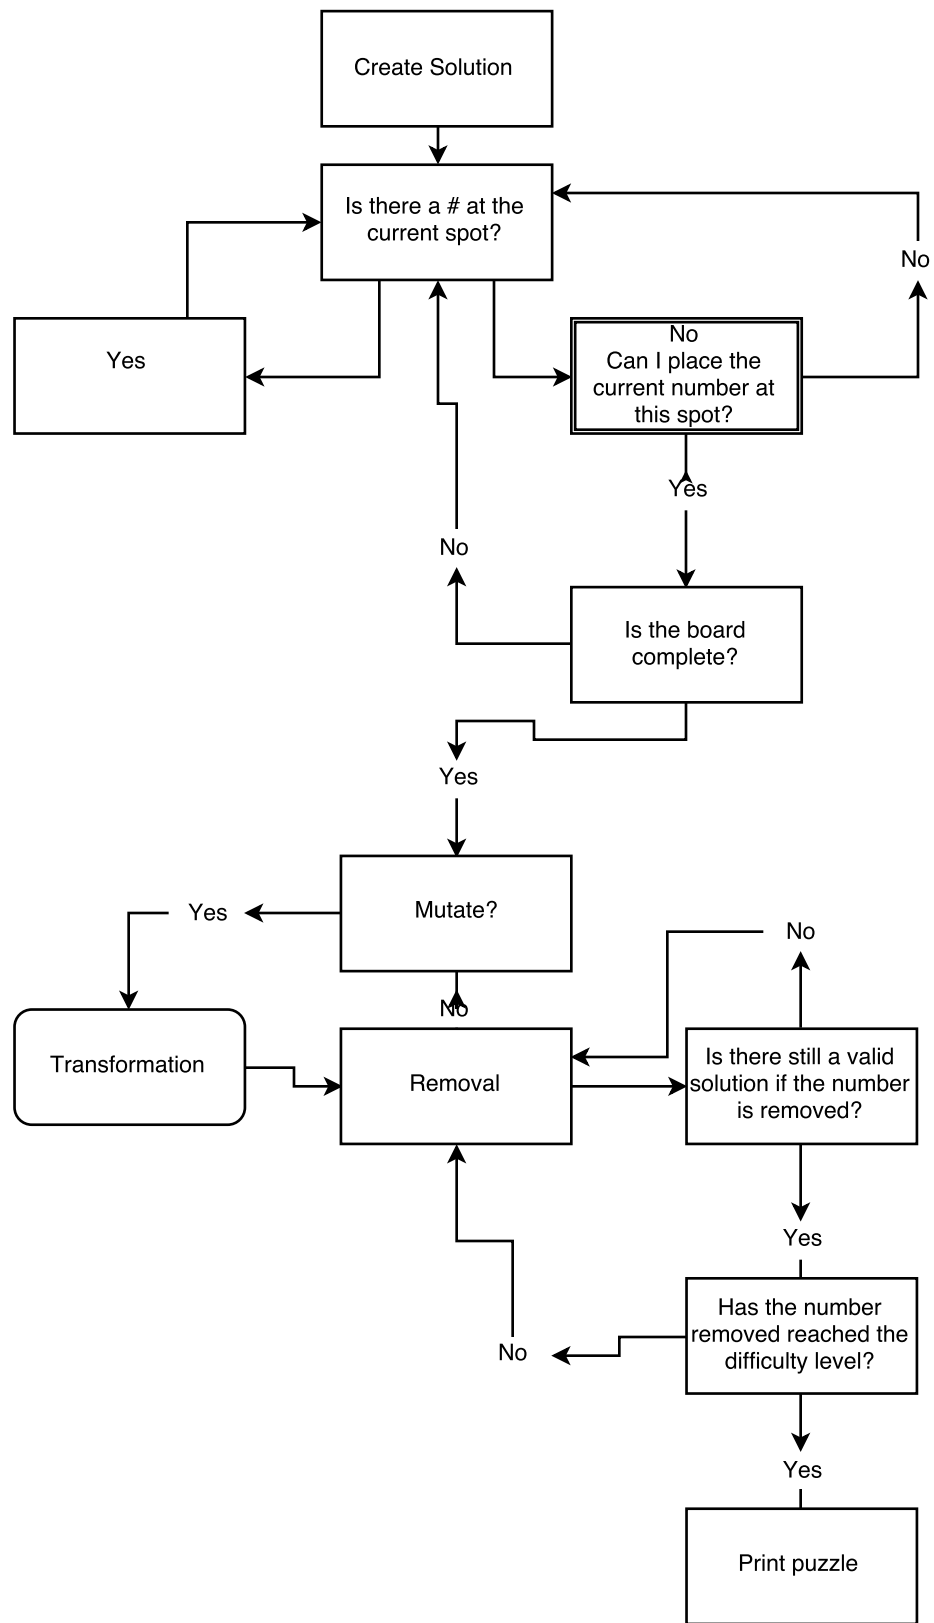 Create Solution
Is there a # at the
current spot?
No
Yes
No
Can I place the
current number at
this spot?
Yes
No
Is the board
complete?
Yes
Mutate?
Yes
No
No
Transformation
Removal
Is there still a valid
solution if the number
is removed?
Yes
Has the number
removed reached the
difficulty level?
No
Yes
Print puzzle